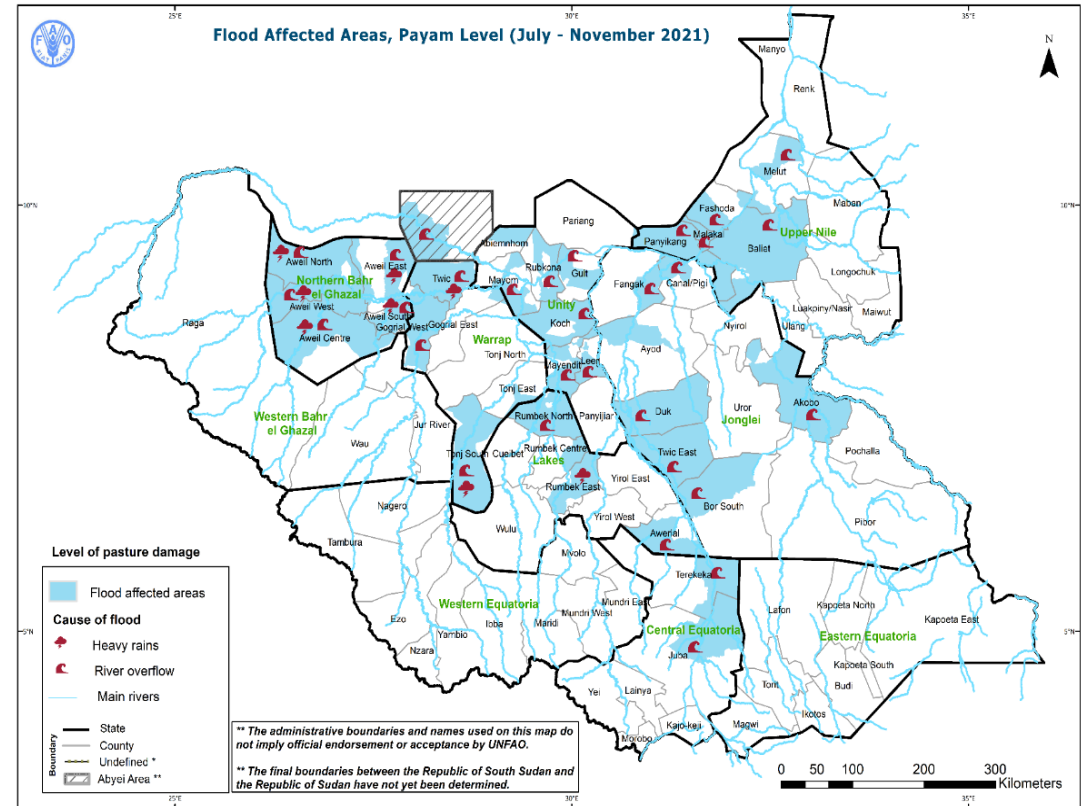 Flood Affected Areas, Payam Level (July - November 2021)
FAO
FIAT PANIS
25°E
30°E
35°E
N
10°N
10°N
5°N
5°N
Manyo
Renk
Melut
Maban
Fashoda
Pariang
Panyikang
Malakal
Upper Nile
Ballat
Abiemnhom
Aweil North
Aweil East
Rubkona
Guit
Longochuk
Northern Bahr
el Ghazal
Twic
Mayom
Fangak
Canal/Pigi
Aweil West
Unity
Luakpiny/Nasir
Maiwut
Raga
Aweil South
Gogrial West
Gogrial East
Koch
Nyirol
Ulang
Aweil Centre
Warrap
Tonj North
Ayod
Mayendit
Leer
Tonj East
Akobo
Western Bahr
el Ghazal
Jur River
Rumbek North
Panyijiar
Duk
Uror
Jonglei
Wau
Tonj South
Cueibet
Rumbek Centre
Lakes
Twic East
Pochalla
Rumbek East
Yirol East
Nagero
Bor South
Yirol West
Wulu
Pibor
Tambura
Awerial
Mvolo
Terekeka
Mundri East
Western Equatoria
Mundri West
Lafon
Kapoeta North
Kapoeta East
Ezo
Yambio
Ibba
Maridi
Central Equatoria
Eastern Equatoria
Nzara
Juba
Kapoeta South
Yei
Lainya
Torit
Budi
Ikotos
Kajo-keji
Magwi
Morobo
Level of pasture damage
Flood affected areas
Cause of flood
Heavy rains
River overflow
Main rivers
Boundary
State
County
Undefined *
Abyei Area **
** The administrative boundaries and names used on this map do
not imply official endorsement or acceptance by UNFAO.
** The final boundaries between the Republic of South Sudan and
the Republic of Sudan have not yet been determined.
0 50 100 200 300
Kilometers
25°E
30°E
35°E